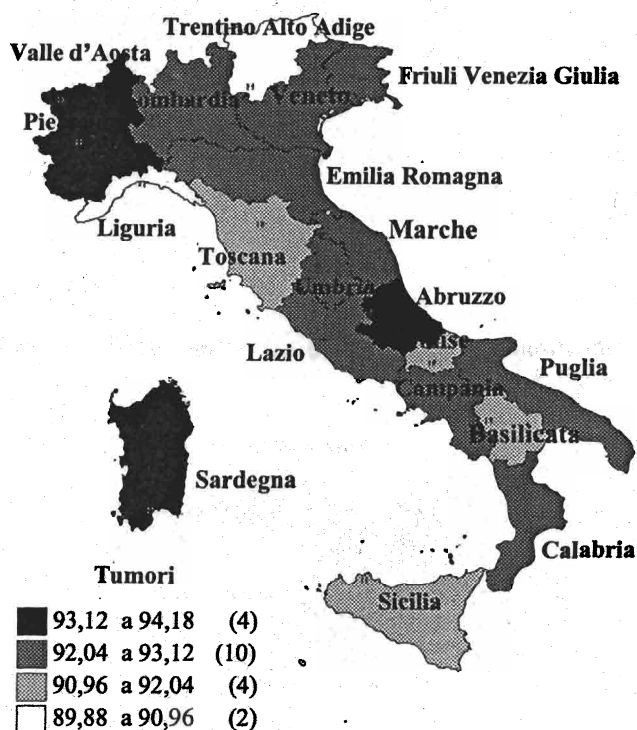 Trentino Alto Adige
Valle d'Aosta
Friuli Venezia Giulia
Lombardia
Veneto
Emilia Romagna
Liguria
Marche
Toscana
Umbria
Abruzzo
Lazio
Puglia
Campania
Basilicata
Sardegna
Calabria
Sicilia
Tumori
93,12 a 94,18 (4)
92,04 a 93,12 (10)
90,96 a 92,04 (4)
89,88 a 90,96 (2)